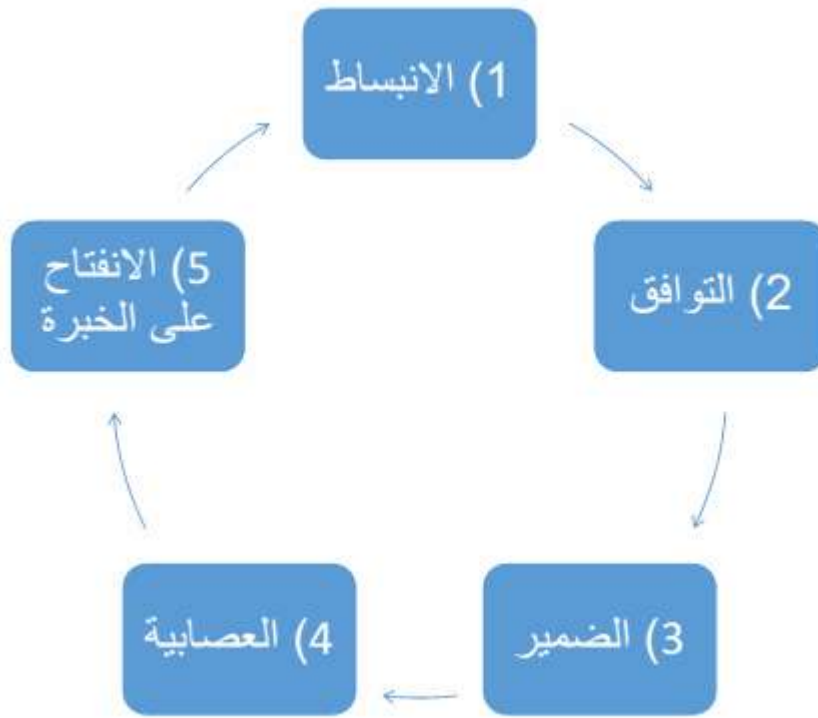 1) الانبساط
2) التوافق
3) الضمير
4) العصابية
5) الانفتاح
على الخبرة